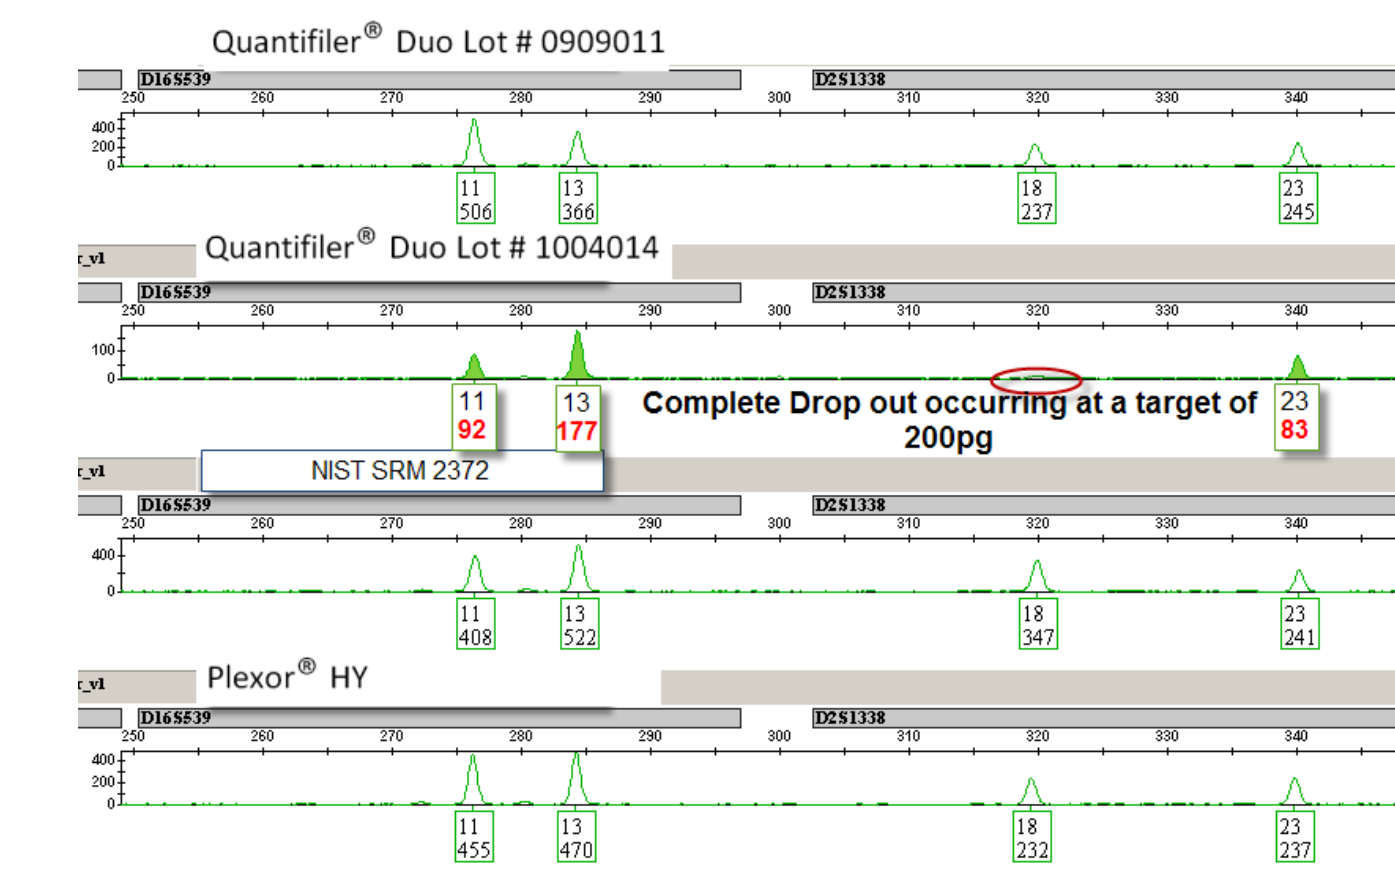 Quantifiler® Duo Lot # 0909011
D16S539 D2S1338
250 260 270 280 290 300 310 320 330 340
400
200
0
11 13 18 23
506 366 237 245
r_v1 Quantifiler® Duo Lot # 1004014
D16S539 D2S1338
250 260 270 280 290 300 310 320 330 340
100
0
11 13 Complete Drop out occurring at a target of 23
92 177 200pg 83
r_v1 NIST SRM 2372
D16S539 D2S1338
250 260 270 280 290 300 310 320 330 340
400
0
11 13 18 23
408 522 347 241
r_v1 Plexor® HY
D16S539 D2S1338
250 260 270 280 290 300 310 320 330 340
400
200
0
11 13 18 23
455 470 232 237